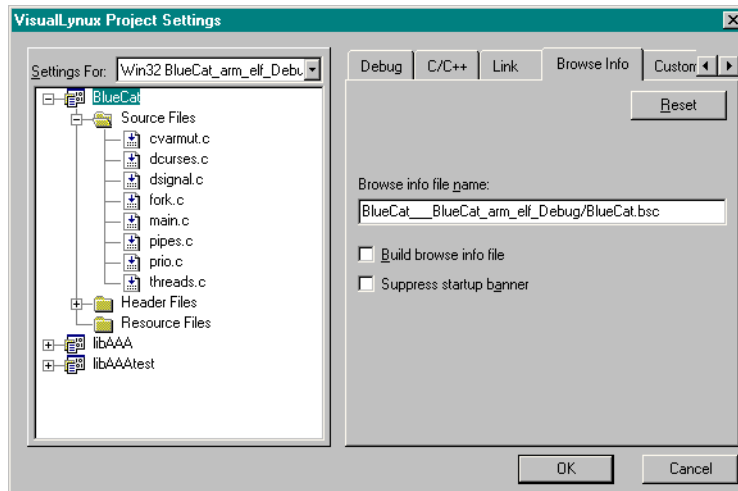 VisualLynux Project Settings
Settings For:
Win32 BlueCat_arm_elf_Debu
BlueCat
Source Files
cvarmut.c
dcurses.c
dsignal.c
fork.c
main.c
pipes.c
prio.c
threads.c
Header Files
Resource Files
libAAA
libAAAtest
Debug
C/C++
Link
Browse Info
Custom
Reset
Browse info file name:
BlueCat___BlueCat_arm_elf_Debug/BlueCat.bsc
Build browse info file
Suppress startup banner
OK
Cancel